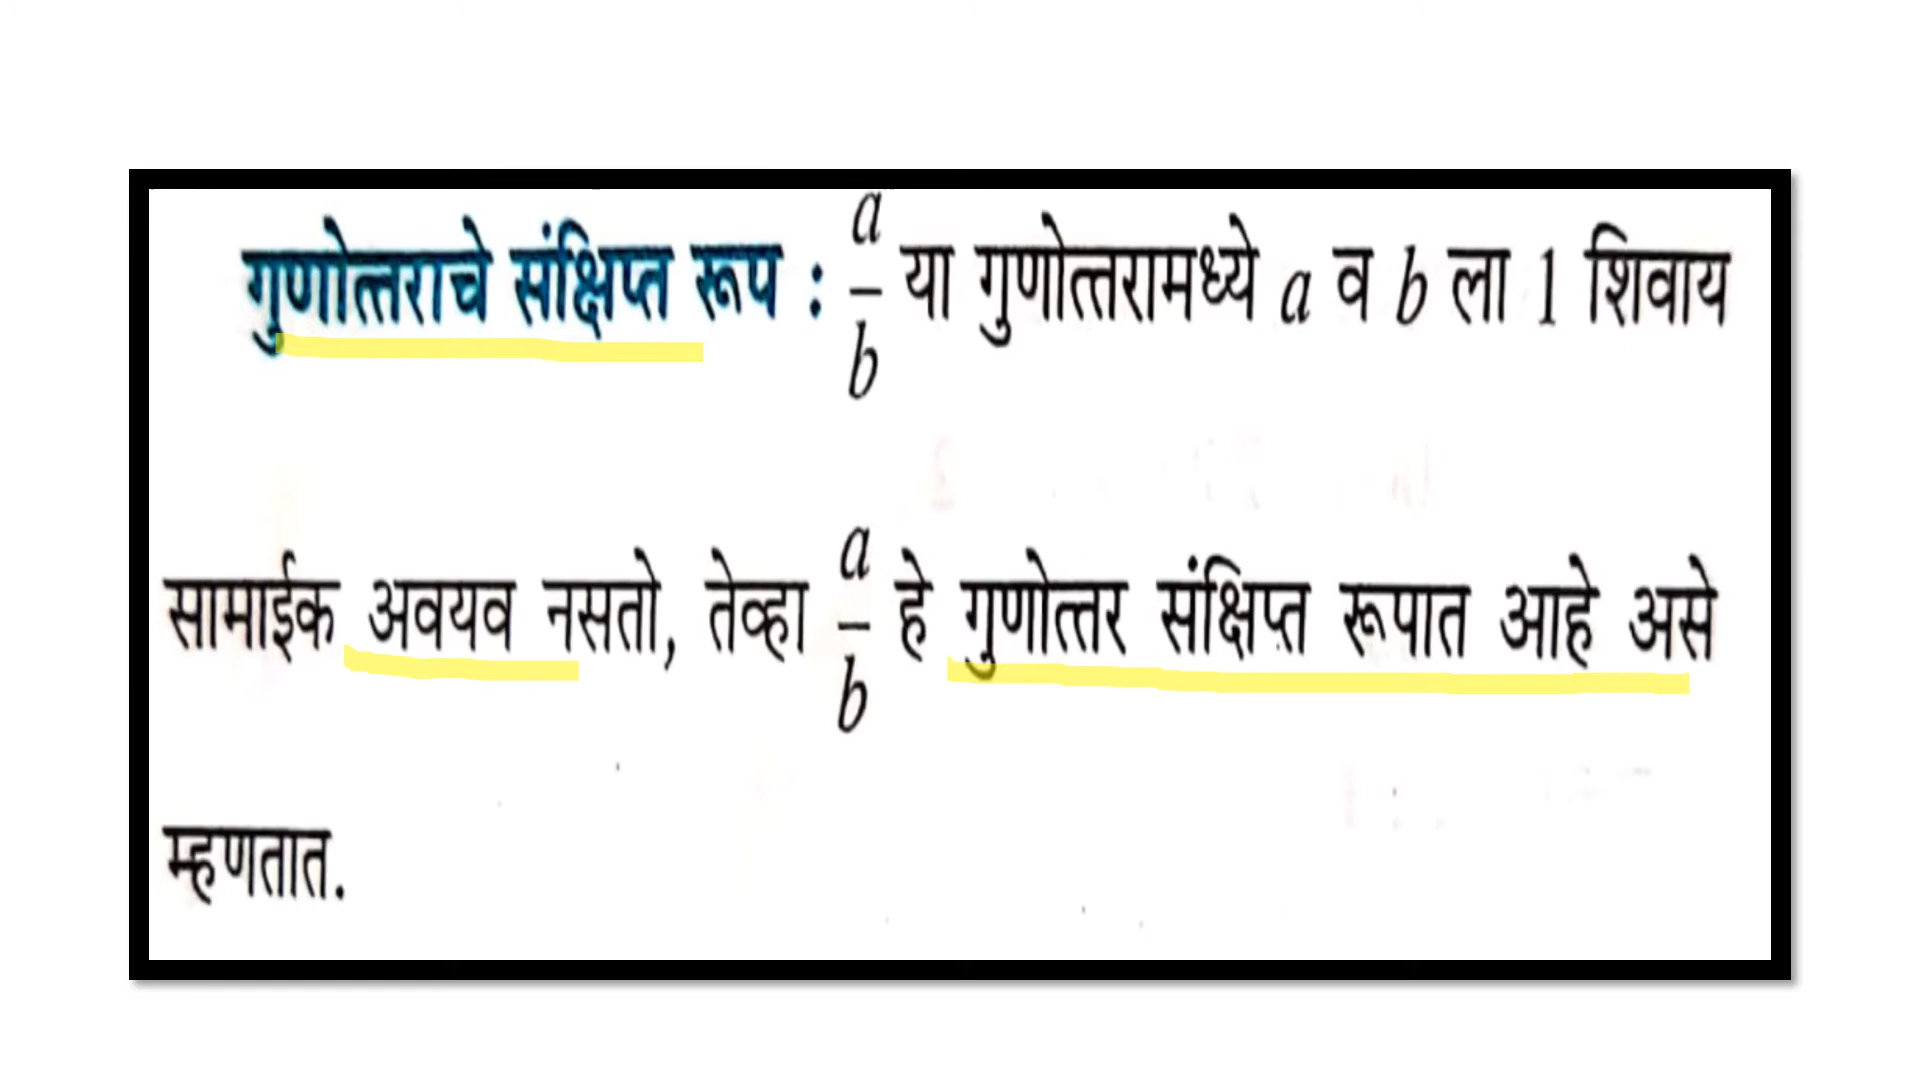 गुणोत्तराचे संक्षिप्त रूप : a/b या गुणोत्तरामध्ये a व b ला 1 शिवाय
सामाईक अवयव नसतो, तेव्हा a/b हे गुणोत्तर संक्षिप्त रूपात आहे असे
म्हणतात.